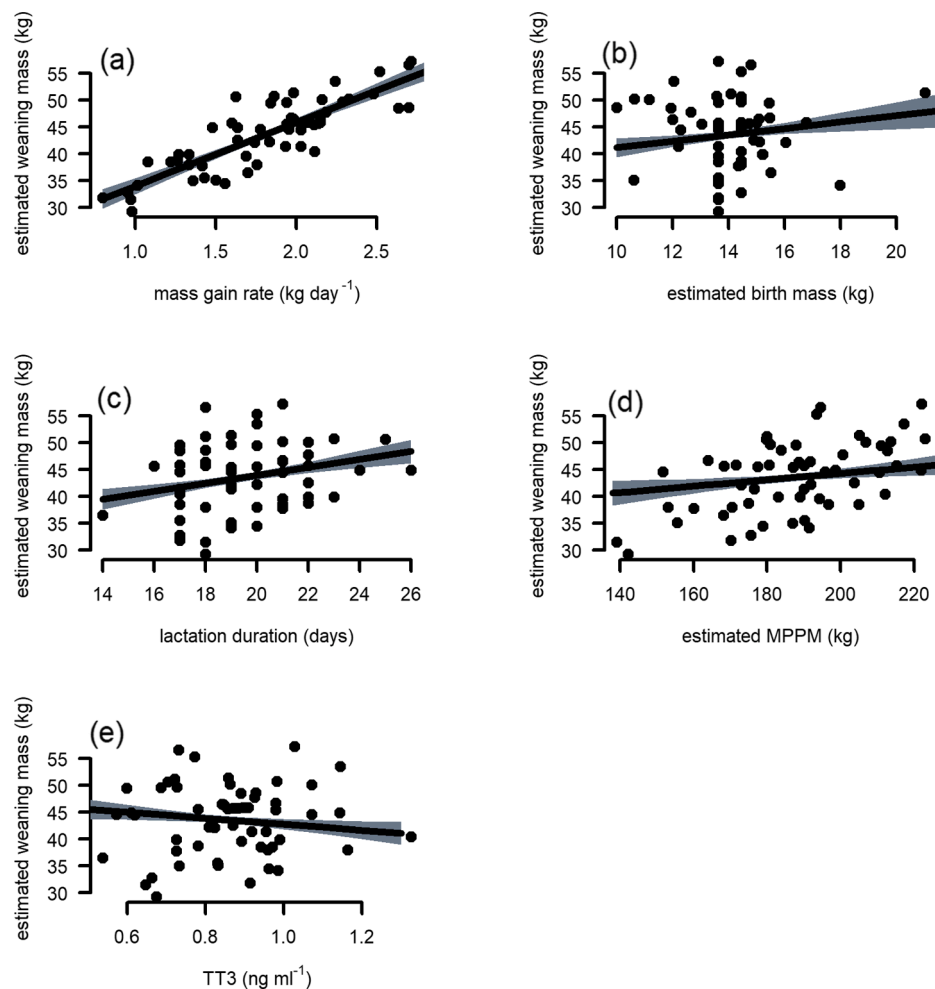 (a)
estimated weaning mass (kg)
55
50
45
40
35
30
1.0 1.5 2.0 2.5
mass gain rate (kg day⁻¹)
(b)
estimated weaning mass (kg)
55
50
45
40
35
30
10 12 14 16 18 20
estimated birth mass (kg)
(c)
estimated weaning mass (kg)
55
50
45
40
35
30
14 16 18 20 22 24 26
lactation duration (days)
(d)
estimated weaning mass (kg)
55
50
45
40
35
30
140 160 180 200 220
estimated MPPM (kg)
(e)
estimated weaning mass (kg)
55
50
45
40
35
30
0.6 0.8 1.0 1.2
TT3 (ng ml⁻¹)